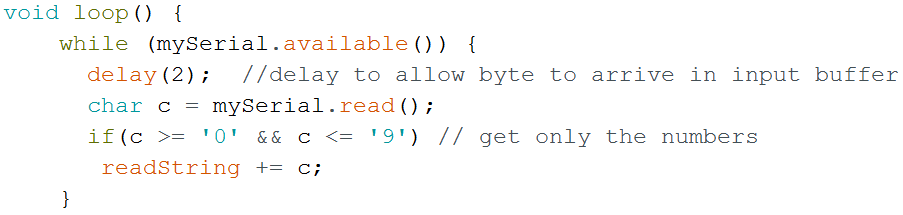 void loop() {
while (mySerial.available()) {
delay(2);  //delay to allow byte to arrive in input buffer
char c = mySerial.read();
if(c >= '0' && c <= '9') // get only the numbers
readString += c;
}